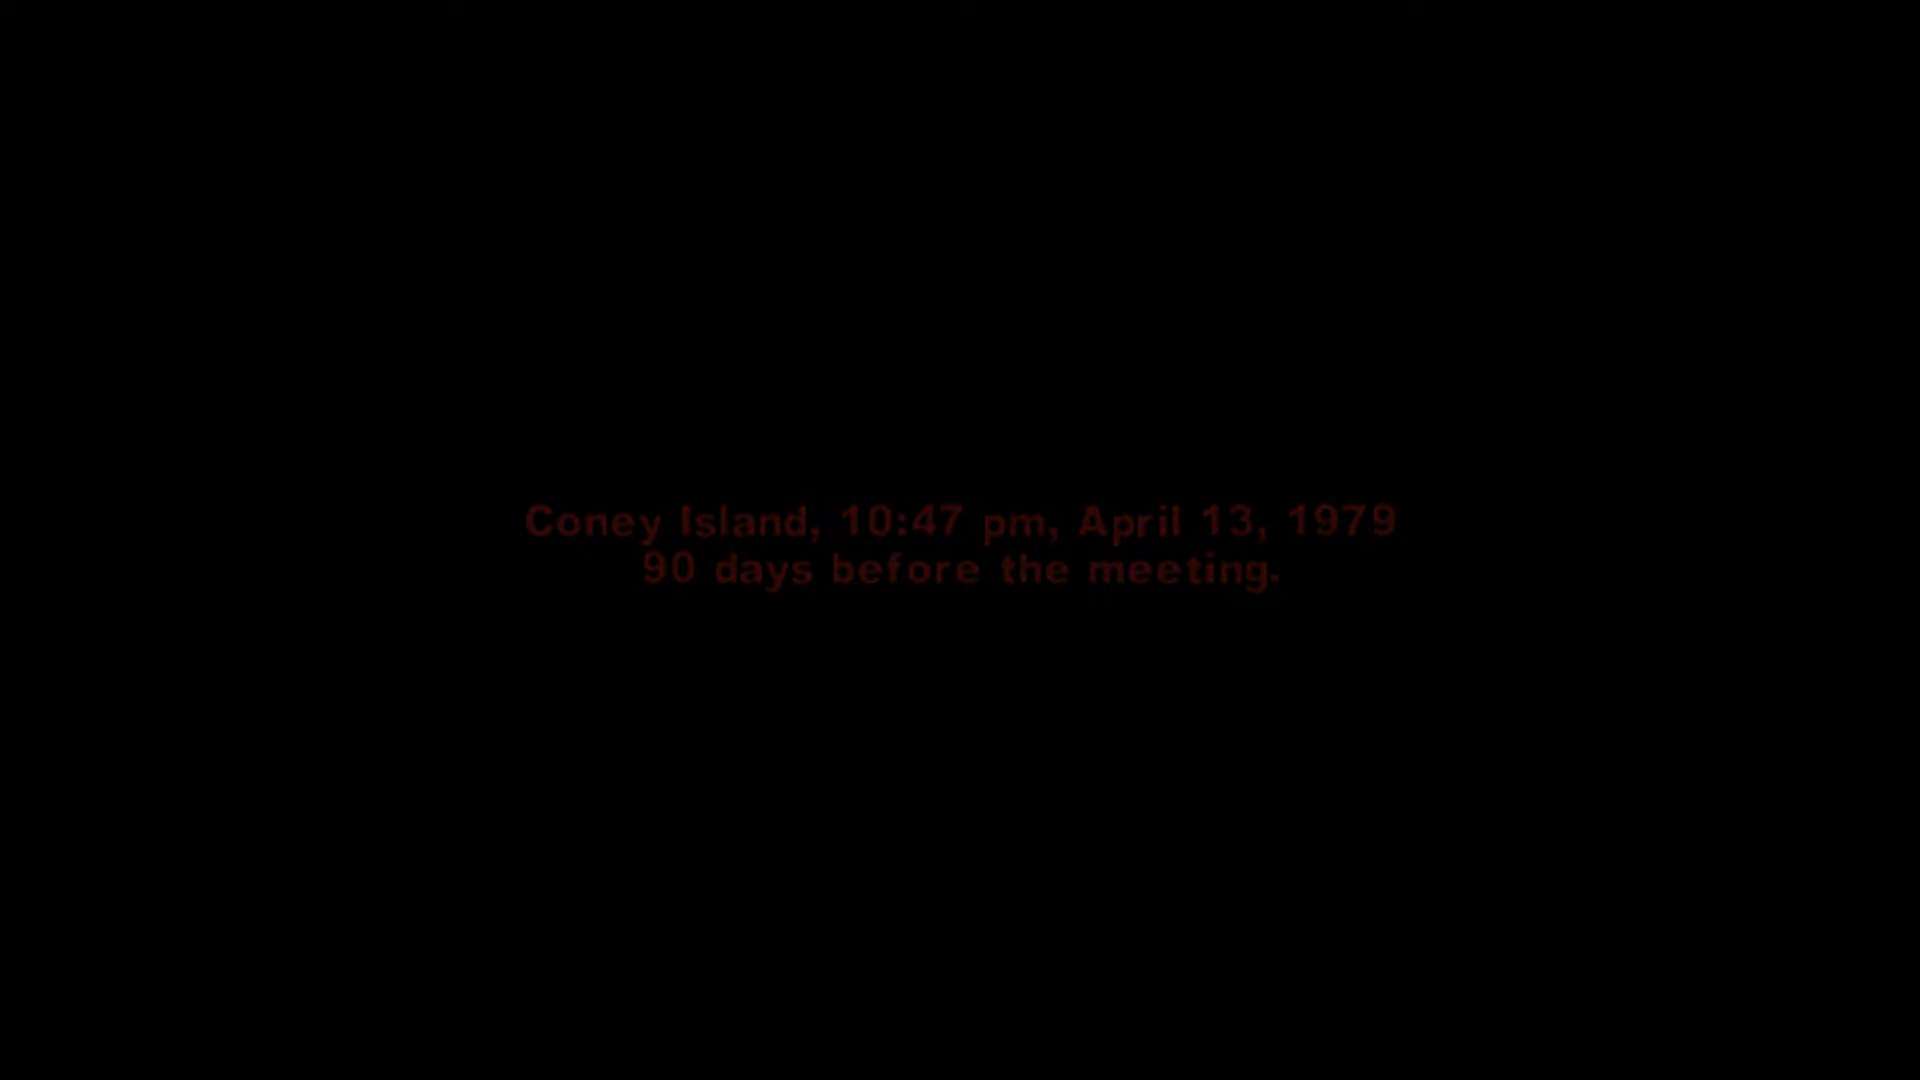 Coney Island, 10:47 pm, April 13, 1979
90 days before the meeting.